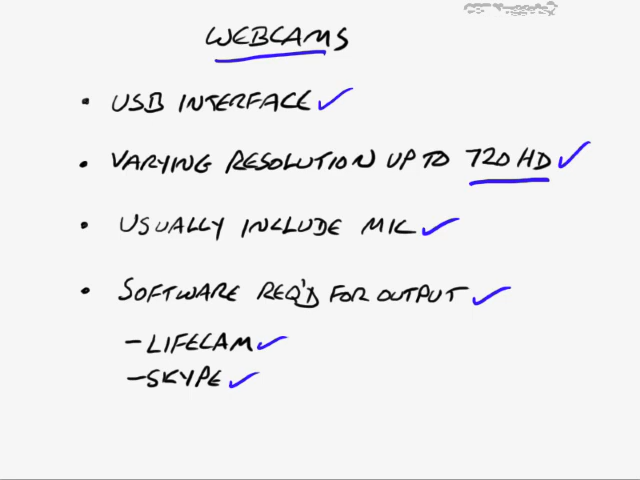 WEBCAMS
• USB INTERFACE ✓
• VARYING RESOLUTION UP TO 720 HD ✓
• USUALLY INCLUDE MIC ✓
• SOFTWARE REQ'D FOR OUTPUT ✓
– LIFECAM ✓
– SKYPE ✓